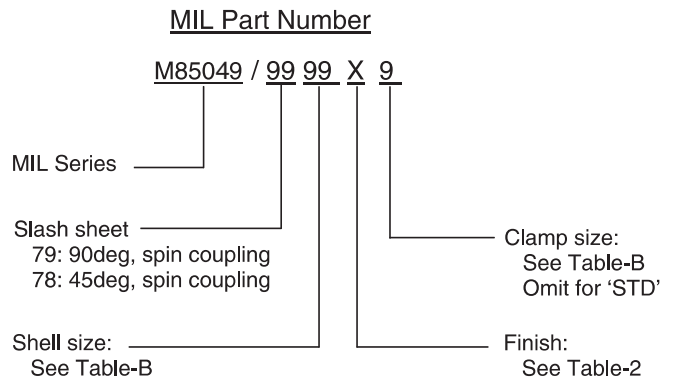 MIL Part Number
M85049 / 99 99 X 9
MIL Series
Slash sheet
79: 90deg, spin coupling
78: 45deg, spin coupling
Shell size:
See Table-B
Clamp size:
See Table-B
Omit for 'STD'
Finish:
See Table-2